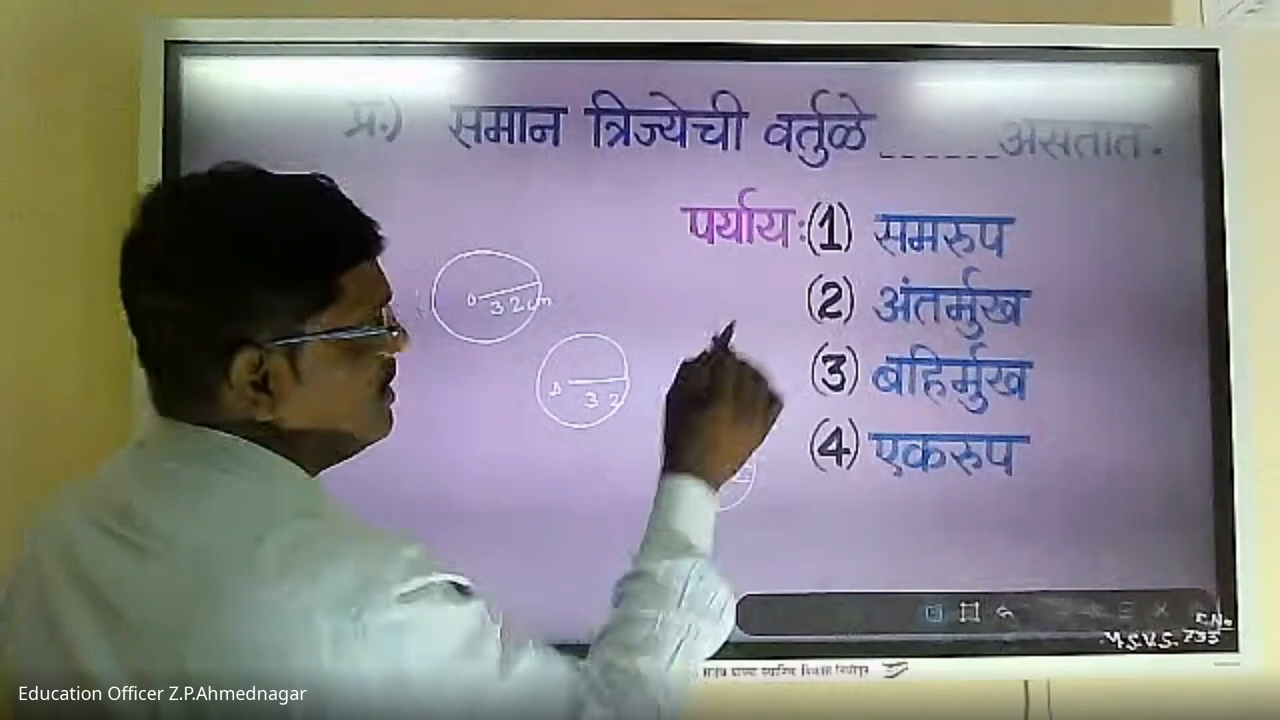 प्र.) समान त्रिज्येची वर्तुळे ______ असतात.
पर्याय:(1) समरुप
(2) अंतर्मुख
(3) बहिर्मुख
(4) एकरुप
3 2 cm
3 2
M.S.V.S. 733
Education Officer Z.P.Ahmednagar